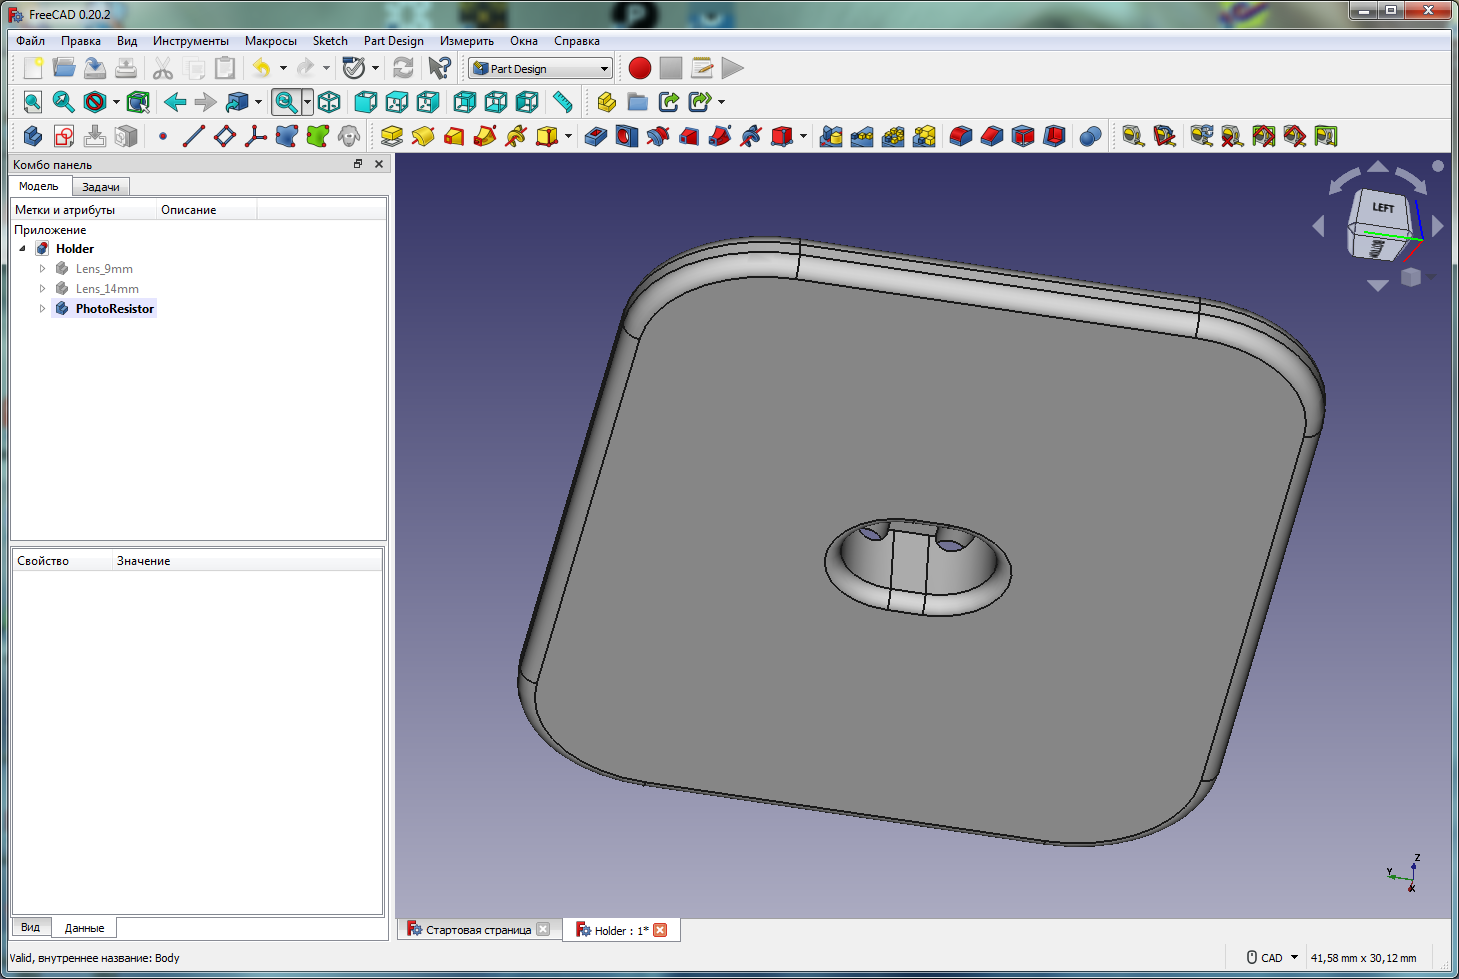 FreeCAD 0.20.2
Файл Правка Вид Инструменты Макросы Sketch Part Design Измерить Окна Справка
Part Design
Комбо панель
Модель Задачи
Метки и атрибуты Описание
Приложение
Holder
Lens_9mm
Lens_14mm
PhotoResistor
Свойство Значение
Вид Данные
LEFT
BOTTOM
Z
Y
X
Стартовая страница Holder : 1*
Valid, внутреннее название: Body CAD 41,58 mm x 30,12 mm